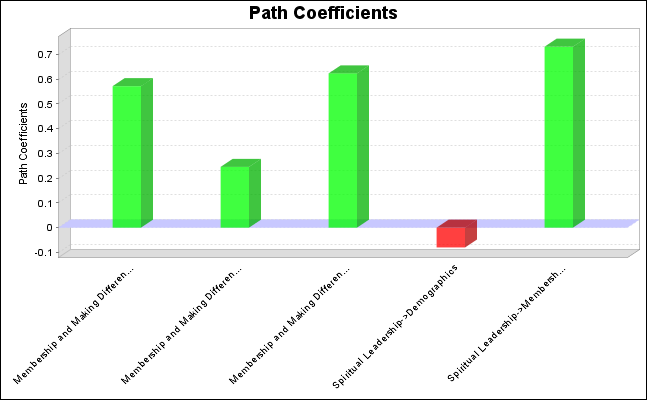 Path Coefficients
Path Coefficients
0.7
0.6
0.5
0.4
0.3
0.2
0.1
0
-0.1
Membership and Making Differen...
Membership and Making Differen...
Membership and Making Differen...
Spiritual Leadership->Demographics
Spiritual Leadership->Membersh...